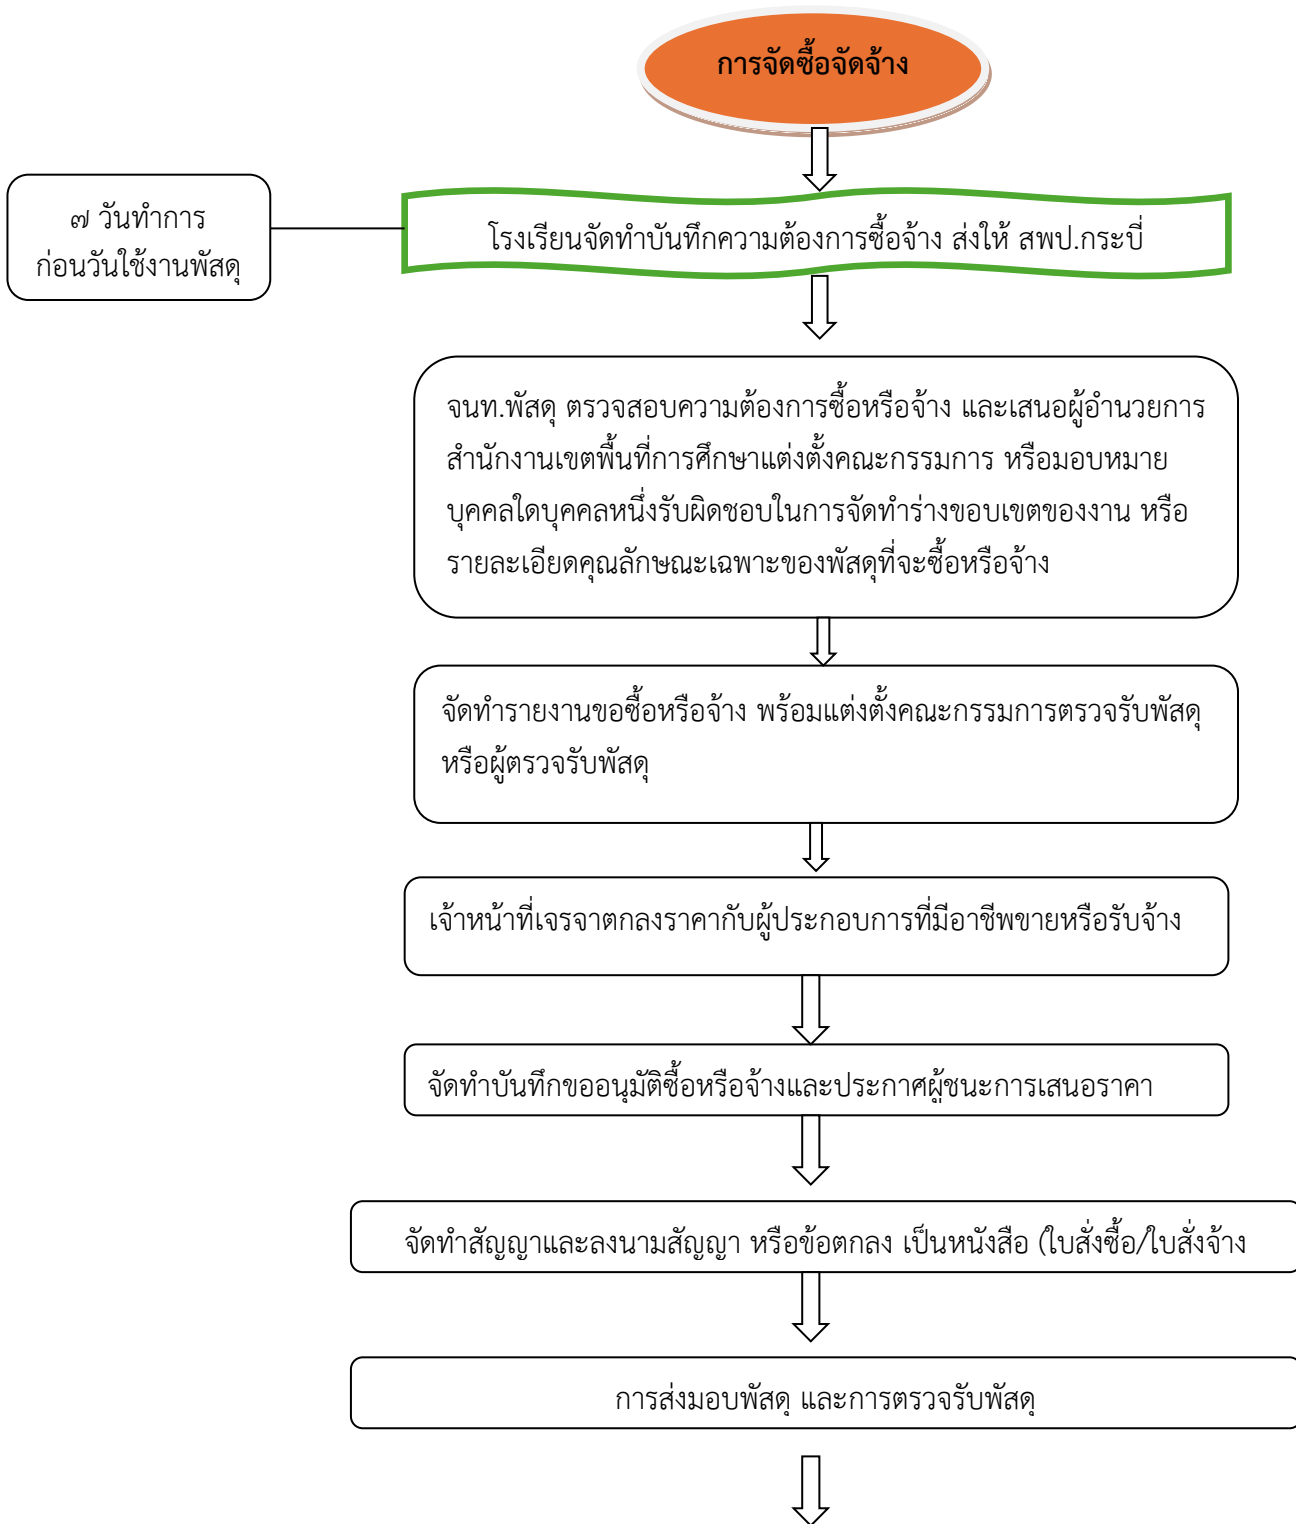 การจัดซื้อจัดจ้าง
๗ วันทำการ
ก่อนวันใช้งานพัสดุ
โรงเรียนจัดทำบันทึกความต้องการซื้อจ้าง ส่งให้ สพป.กระบี่
จนท.พัสดุ ตรวจสอบความต้องการซื้อหรือจ้าง และเสนอผู้อำนวยการ
สำนักงานเขตพื้นที่การศึกษาแต่งตั้งคณะกรรมการ หรือมอบหมาย
บุคคลใดบุคคลหนึ่งรับผิดชอบในการจัดทำร่างขอบเขตของงาน หรือ
รายละเอียดคุณลักษณะเฉพาะของพัสดุที่จะซื้อหรือจ้าง
จัดทำรายงานขอซื้อหรือจ้าง พร้อมแต่งตั้งคณะกรรมการตรวจรับพัสดุ
หรือผู้ตรวจรับพัสดุ
เจ้าหน้าที่เจรจาตกลงราคากับผู้ประกอบการที่มีอาชีพขายหรือรับจ้าง
จัดทำบันทึกขออนุมัติซื้อหรือจ้างและประกาศผู้ชนะการเสนอราคา
จัดทำสัญญาและลงนามสัญญา หรือข้อตกลง เป็นหนังสือ (ใบสั่งซื้อ/ใบสั่งจ้าง
การส่งมอบพัสดุ และการตรวจรับพัสดุ